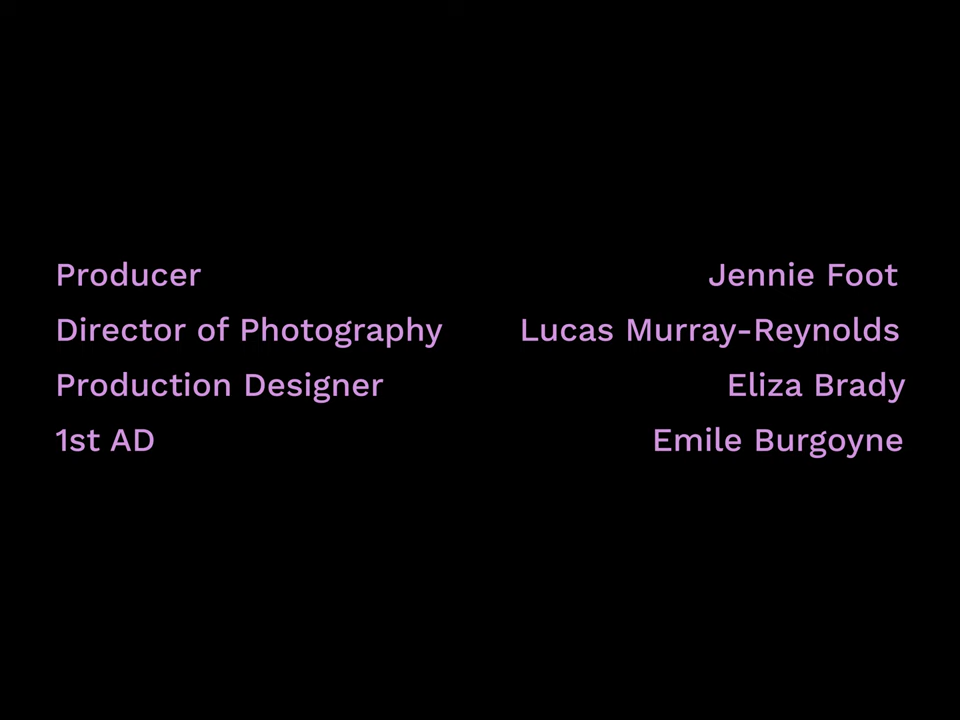 Producer Jennie Foot
Director of Photography Lucas Murray-Reynolds
Production Designer Eliza Brady
1st AD Emile Burgoyne